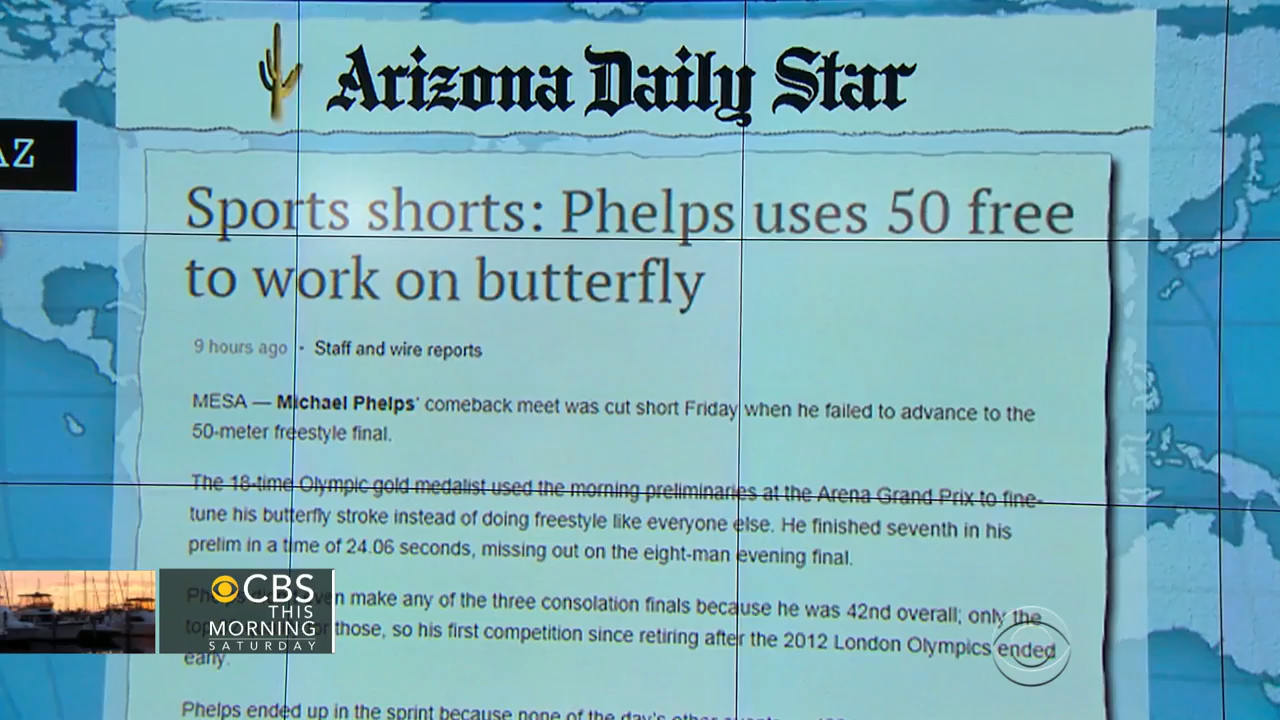 Arizona Daily Star
AZ
Sports shorts: Phelps uses 50 free
to work on butterfly
9 hours ago · Staff and wire reports
MESA — Michael Phelps' comeback meet was cut short Friday when he failed to advance to the
50-meter freestyle final.
The 18-time Olympic gold medalist used the morning preliminaries at the Arena Grand Prix to fine-
tune his butterfly stroke instead of doing freestyle like everyone else. He finished seventh in his
prelim in a time of 24.06 seconds, missing out on the eight-man evening final.
make any of the three consolation finals because he was 42nd overall; only the
those, so his first competition since retiring after the 2012 London Olympics ended
early.
Phelps ended up in the sprint because none of the day's other
CBS
THIS
MORNING
SATURDAY